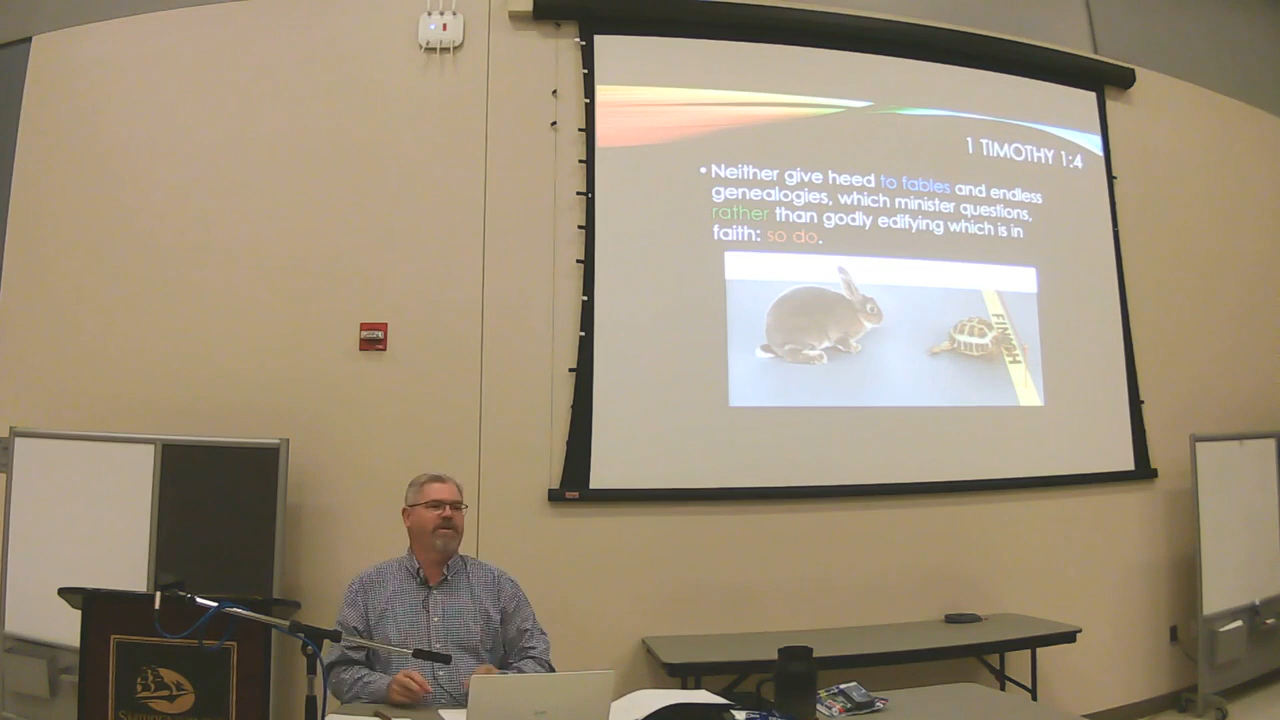 1 TIMOTHY 1:4
• Neither give heed to fables and endless
genealogies, which minister questions,
rather than godly edifying which is in
faith: so do.
FINISH